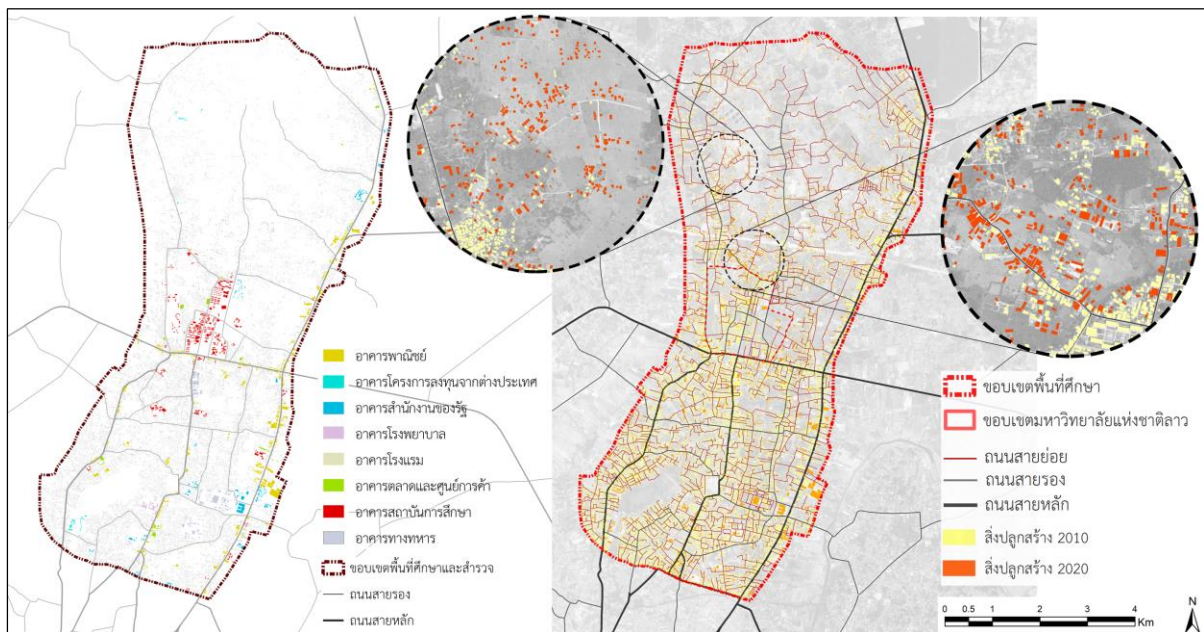 อาคารพาณิชย์
อาคารโครงการลงทุนจากต่างประเทศ
อาคารสำนักงานของรัฐ
อาคารโรงพยาบาล
อาคารโรงแรม
อาคารตลาดและศูนย์การค้า
อาคารสถาบันการศึกษา
อาคารทางทหาร
ขอบเขตพื้นที่ศึกษาและสำรวจ
ถนนสายรอง
ถนนสายหลัก
ขอบเขตพื้นที่ศึกษา
ขอบเขตมหาวิทยาลัยแห่งชาติลาว
ถนนสายย่อย
ถนนสายรอง
ถนนสายหลัก
สิ่งปลูกสร้าง 2010
สิ่งปลูกสร้าง 2020
0 0.5 1 2 3 4
Km
N